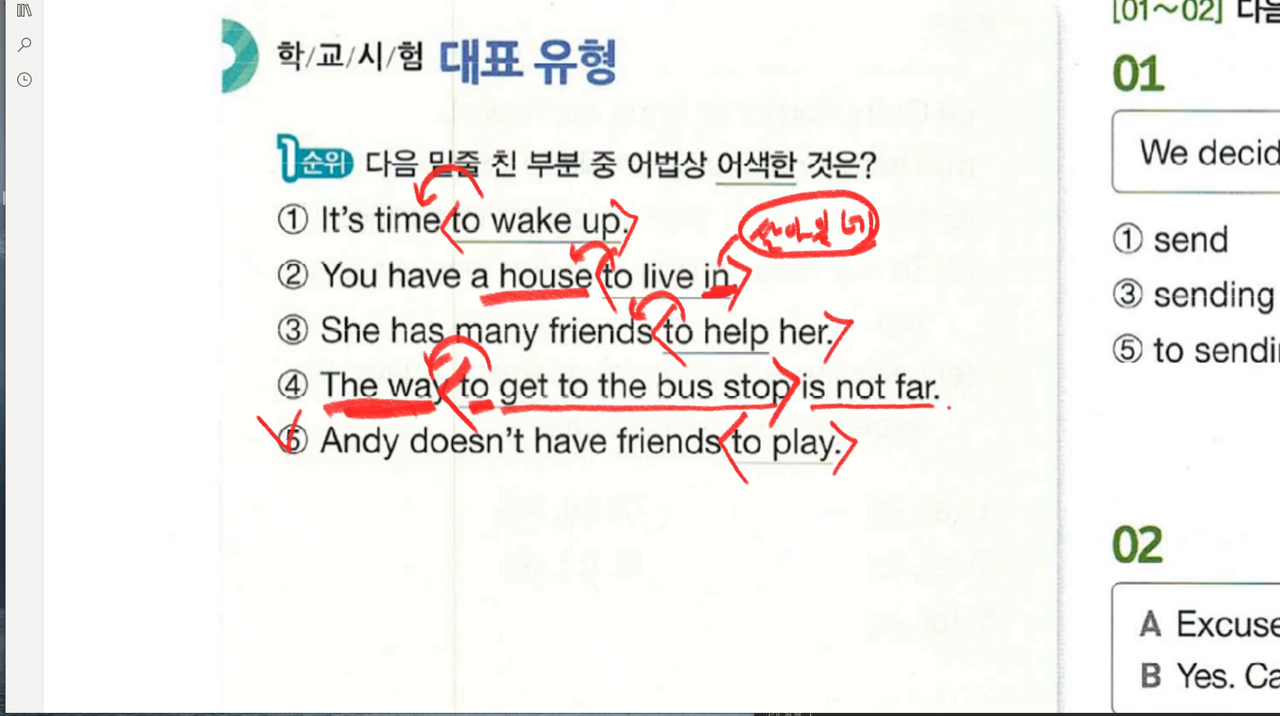 학/교/시/험 대표 유형
1순위 다음 밑줄 친 부분 중 어법상 어색한 것은?
① It's time to wake up.
② You have a house to live in.
③ She has many friends to help her.
④ The way to get to the bus stop is not far.
⑤ Andy doesn't have friends to play.
[01~02] 다음
01
We decid
① send
③ sending
⑤ to sendi
02
A Excuse
B Yes. Ca